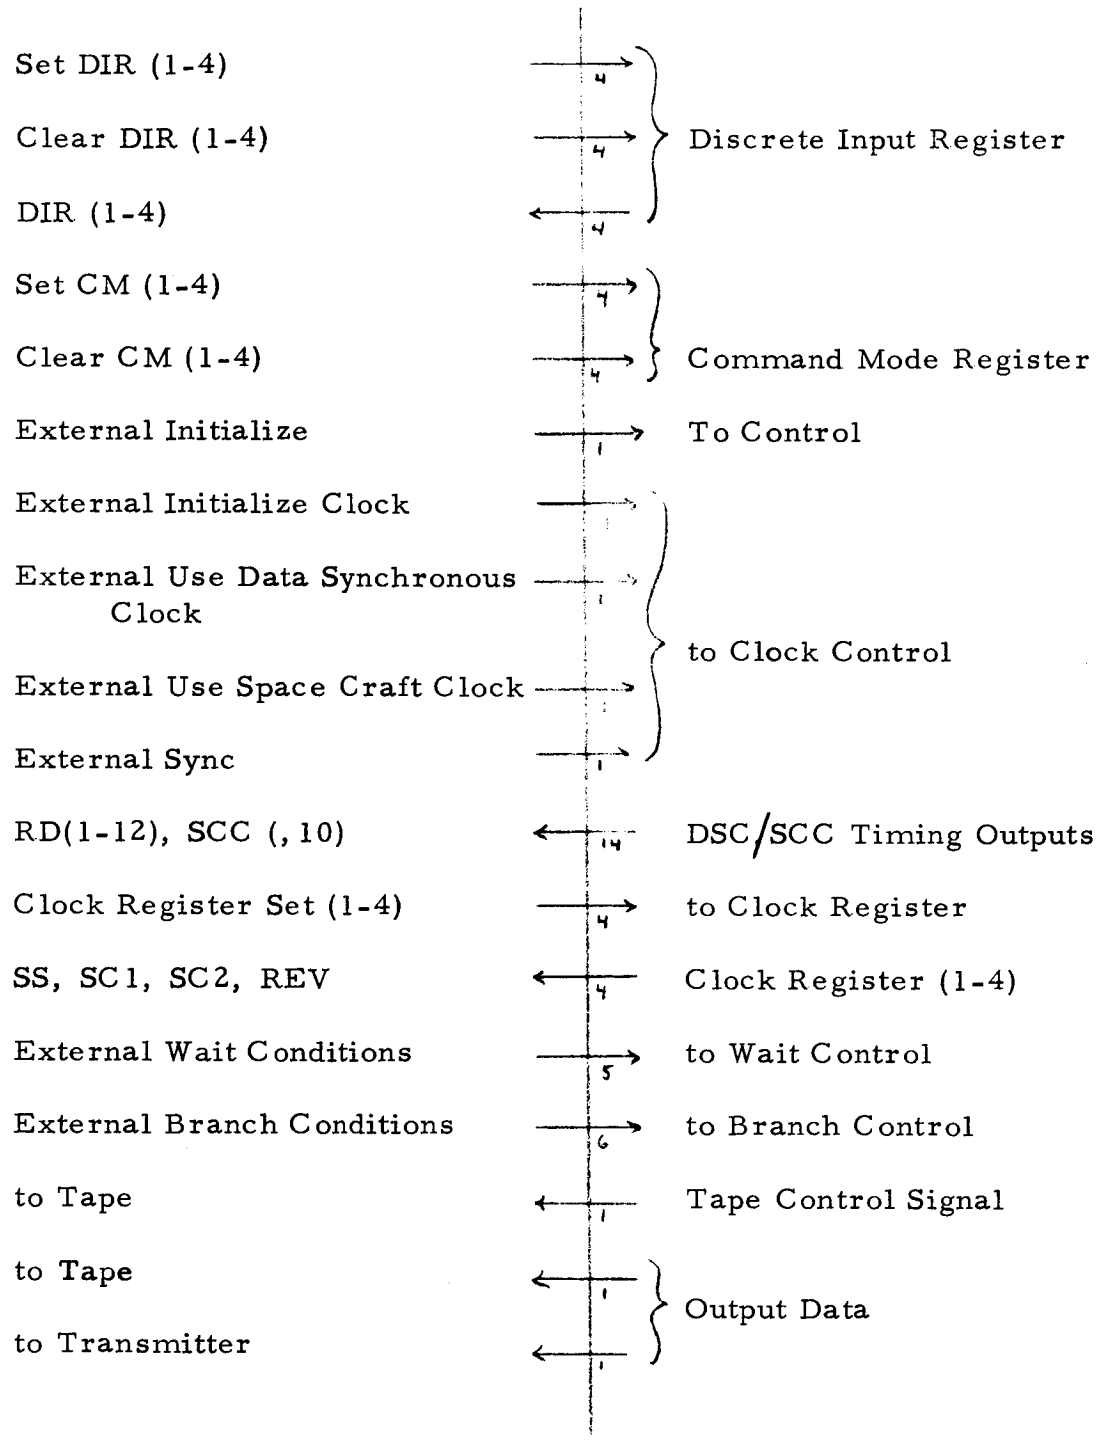 Set DIR (1-4)
4
Clear DIR (1-4)
4
Discrete Input Register
DIR (1-4)
4
Set CM (1-4)
4
Clear CM (1-4)
4
Command Mode Register
External Initialize
1
To Control
External Initialize Clock
1
External Use Data Synchronous
Clock
1
to Clock Control
External Use Space Craft Clock
1
External Sync
1
RD(1-12), SCC (, 10)
14
DSC/SCC Timing Outputs
Clock Register Set (1-4)
4
to Clock Register
SS, SC1, SC2, REV
4
Clock Register (1-4)
External Wait Conditions
5
to Wait Control
External Branch Conditions
6
to Branch Control
to Tape
1
Tape Control Signal
to Tape
1
Output Data
to Transmitter
1